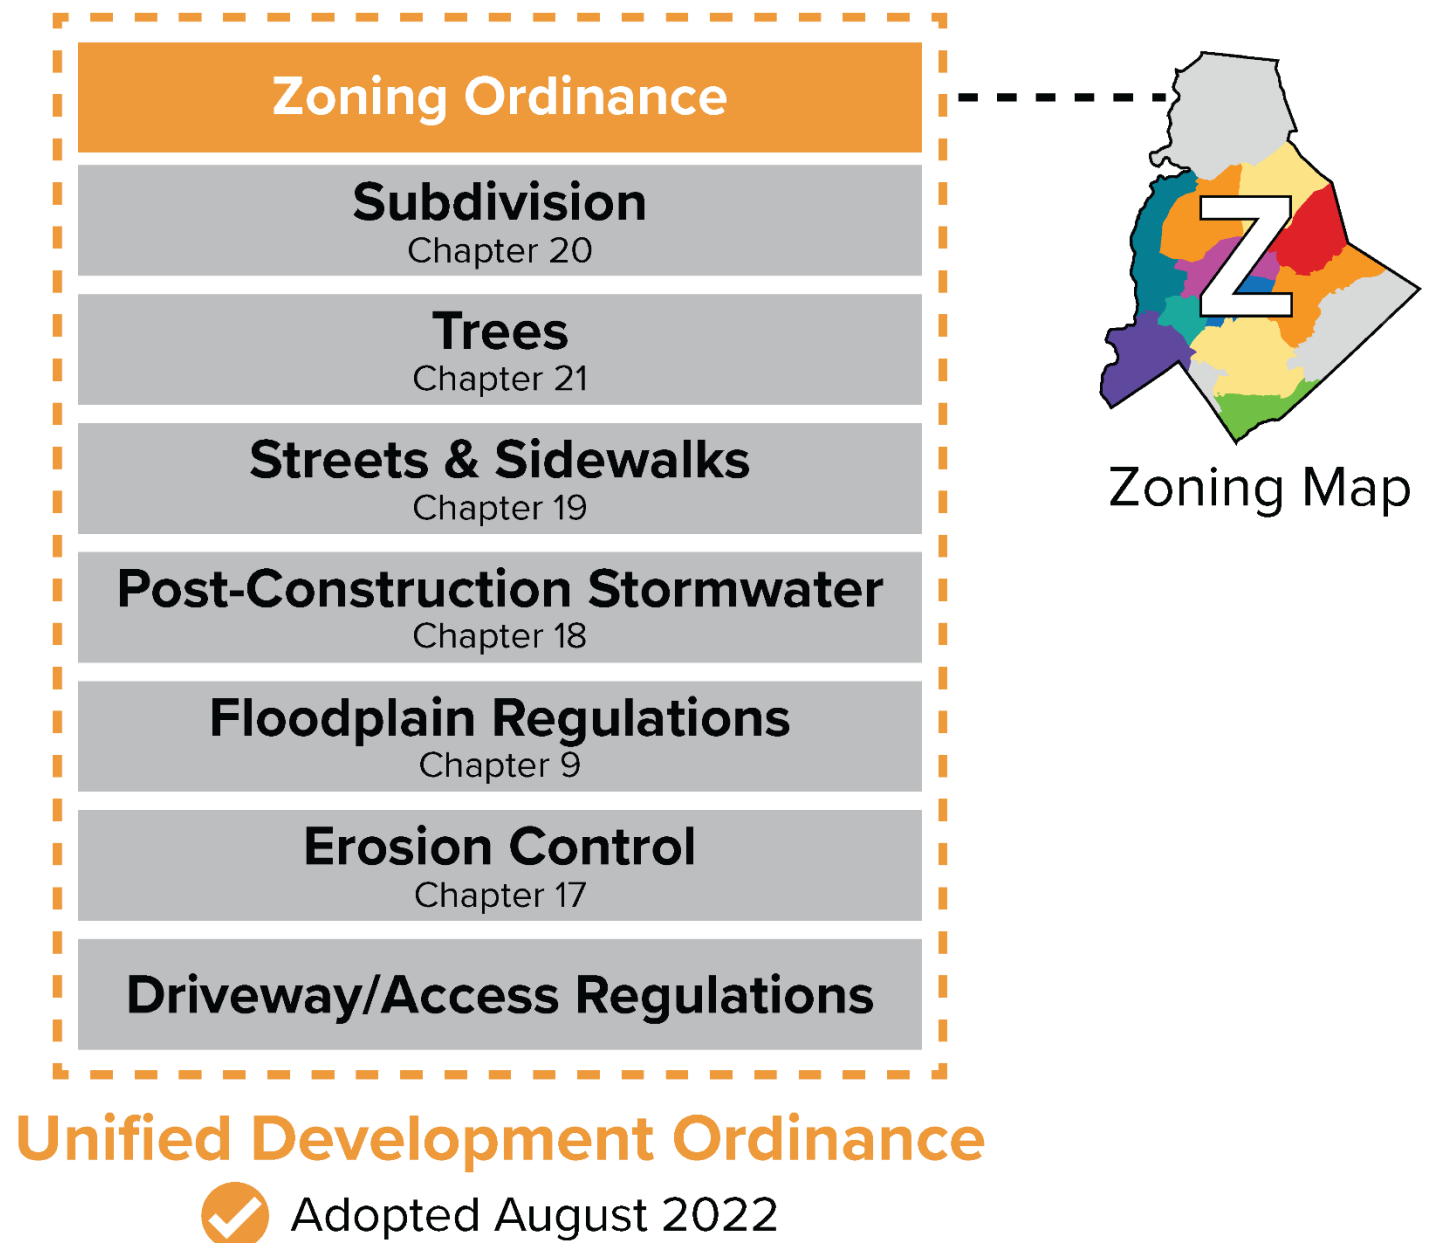 Zoning Ordinance
Subdivision
Chapter 20
Trees
Chapter 21
Streets & Sidewalks
Chapter 19
Post-Construction Stormwater
Chapter 18
Floodplain Regulations
Chapter 9
Erosion Control
Chapter 17
Driveway/Access Regulations
Unified Development Ordinance
Adopted August 2022
Z
Zoning Map